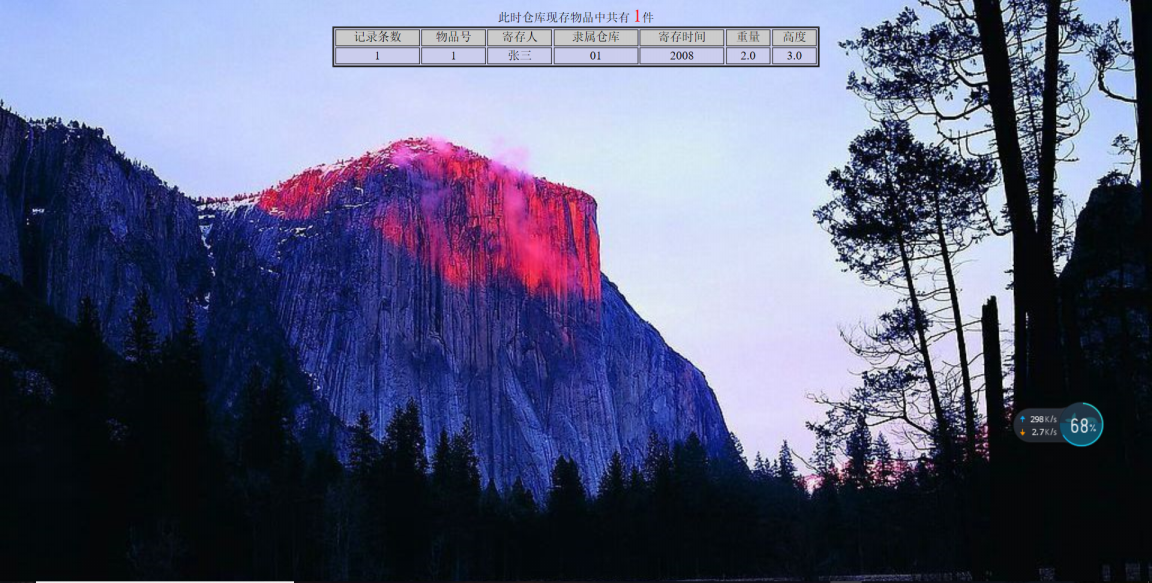 此时仓库现存物品中共有 1件
记录条数 物品号 寄存人 隶属仓库 寄存时间 重量 高度
1 1 张三 01 2008 2.0 3.0
298K/s
2.7K/s
68%